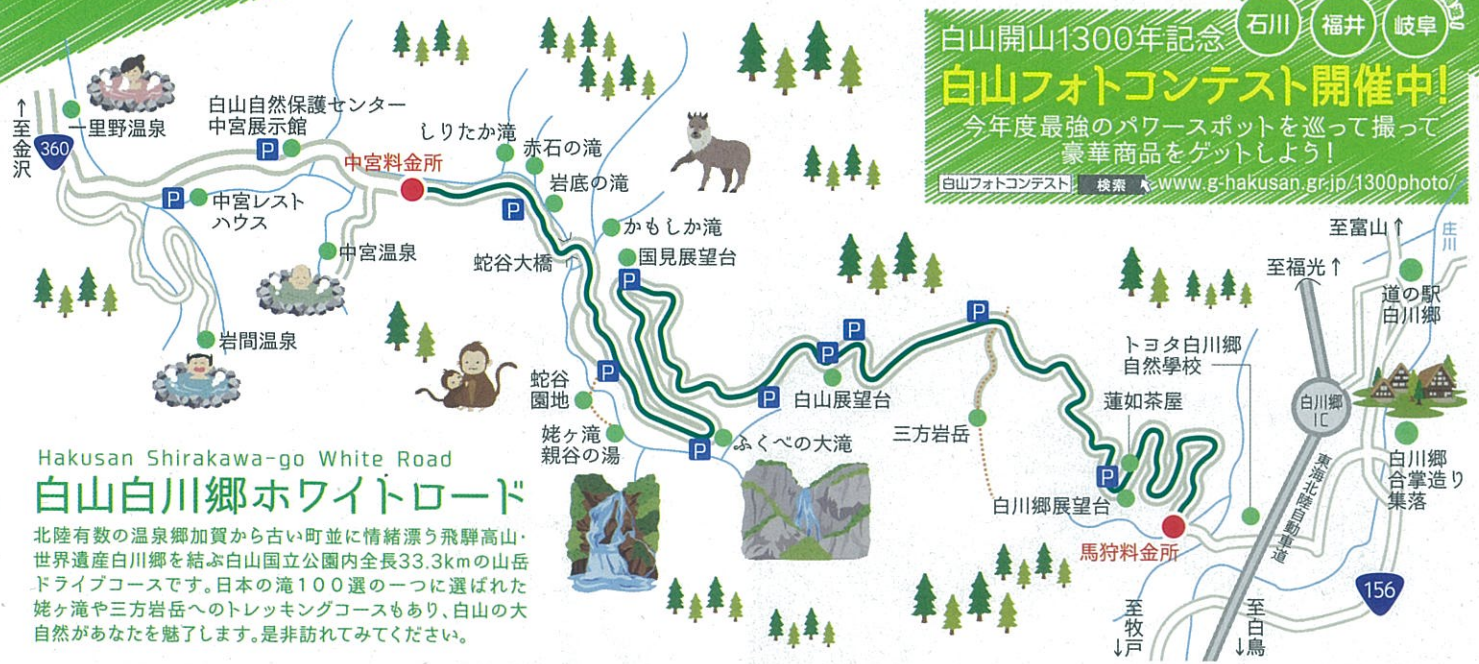 白山開山1300年記念
石川
福井
岐阜
白山フォトコンテスト開催中!
今年度最強のパワースポットを巡って撮って
豪華商品をゲットしよう!
白山フォトコンテスト 検索 www.g-hakusan.gr.jp/1300photo/
↑至金沢
360
一里野温泉
白山自然保護センター
中宮展示館
P
中宮料金所
しりたか滝
赤石の滝
岩底の滝
P
中宮レスト
ハウス
P
中宮温泉
岩間温泉
蛇谷大橋
かもしか滝
国見展望台
P
P
蛇谷
園地
姥ヶ滝
親谷の湯
P
ふくべの大滝
P
P
P
白山展望台
P
三方岩岳
トヨタ白川郷
自然學校
蓮如茶屋
P
白川郷展望台
馬狩料金所
至富山↑
庄川
至福光↑
道の駅
白川郷
白川郷
IC
白川郷
合掌造り
集落
東海北陸自動車道
156
至牧戸↓
至白鳥↓
Hakusan Shirakawa-go White Road
白山白川郷ホワイトロード
北陸有数の温泉郷加賀から古い町並に情緒漂う飛騨高山・
世界遺産白川郷を結ぶ白山国立公園内全長33.3kmの山岳
ドライブコースです。日本の滝100選の一つに選ばれた
姥ヶ滝や三方岩岳へのトレッキングコースもあり、白山の大
自然があなたを魅了します。是非訪れてみてください。